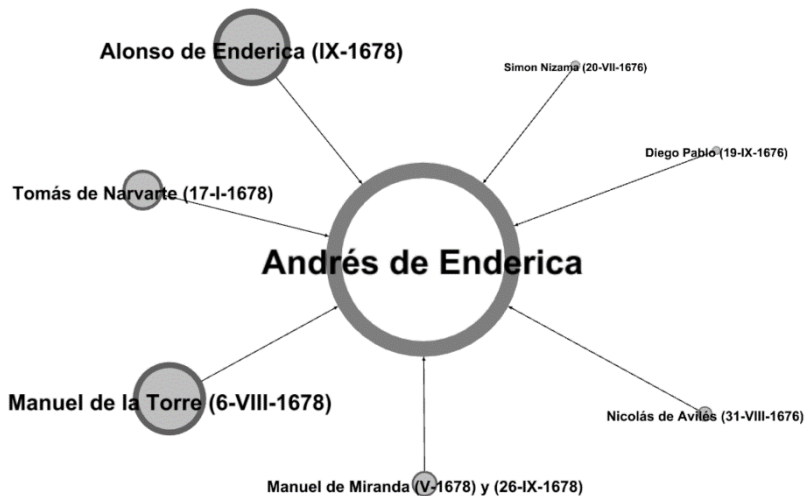 Alonso de Enderica (IX-1678)
Simon Nizama (20-VII-1676)
Diego Pablo (19-IX-1676)
Tomás de Narvarte (17-I-1678)
Andrés de Enderica
Manuel de la Torre (6-VIII-1678)
Nicolás de Avilés (31-VIII-1676)
Manuel de Miranda (V-1678) y (26-IX-1678)